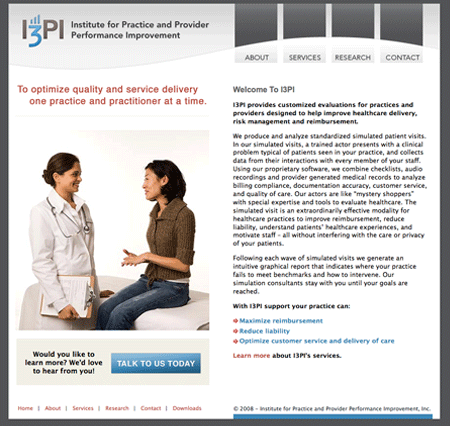 I3PI
Institute for Practice and Provider
Performance Improvement
ABOUT SERVICES RESEARCH CONTACT
To optimize quality and service delivery
one practice and practitioner at a time.
Would you like to
learn more? We'd love
to hear from you!
TALK TO US TODAY
Home | About | Services | Research | Contact | Downloads
Welcome To I3PI
I3PI provides customized evaluations for practices and
providers designed to help improve healthcare delivery,
risk management and reimbursement.
We produce and analyze standardized simulated patient visits.
In our simulated visits, a trained actor presents with a clinical
problem typical of patients seen in your practice, and collects
data from their interactions with every member of your staff.
Using our proprietary software, we combine checklists, audio
recordings and provider generated medical records to analyze
billing compliance, documentation accuracy, customer service,
and quality of care. Our actors are like "mystery shoppers"
with special expertise and tools to evaluate healthcare. The
simulated visit is an extraordinarily effective modality for
healthcare practices to improve reimbursement, reduce
liability, understand patients' healthcare experiences, and
motivate staff – all without interfering with the care or privacy
of your patients.
Following each wave of simulated visits we generate an
intuitive graphical report that indicates where your practice
fails to meet benchmarks and how to intervene. Our
simulation consultants stay with you until your goals are
reached.
With I3PI support your practice can:
Maximize reimbursement
Reduce liability
Optimize customer service and delivery of care
Learn more about I3PI's services.
© 2008 – Institute for Practice and Provider Performance Improvement, Inc.